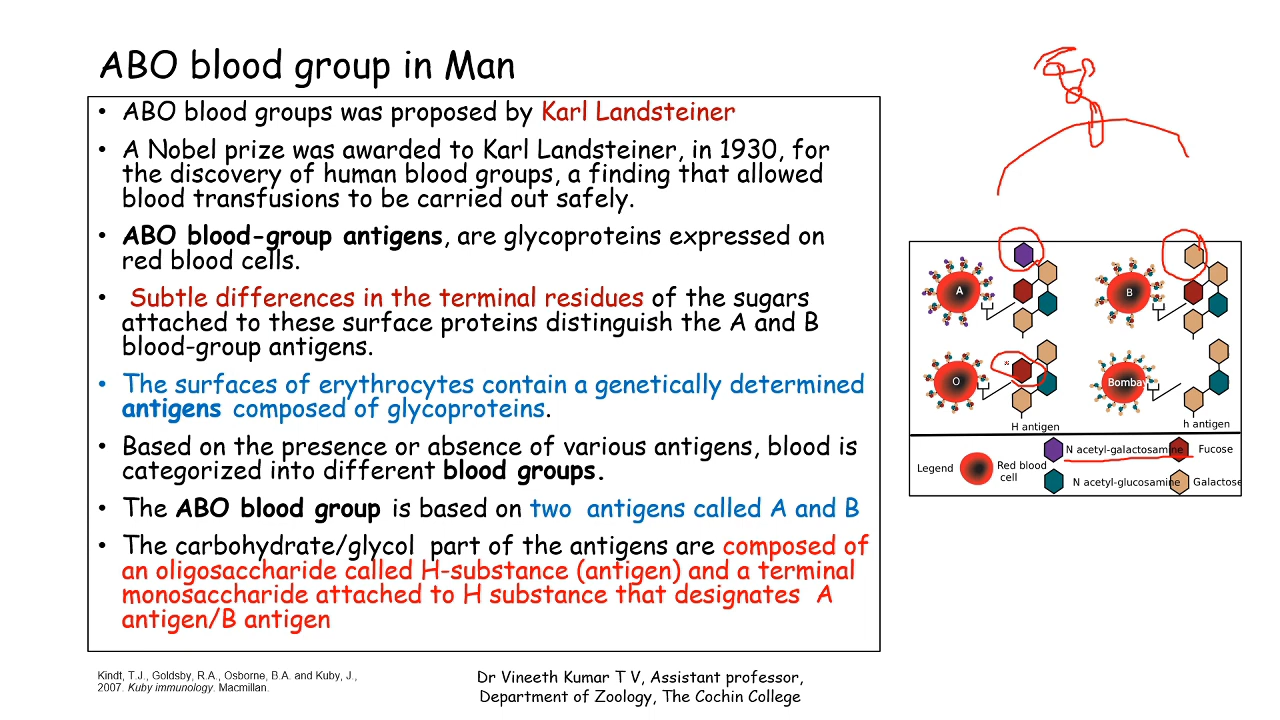 ABO blood group in Man
• ABO blood groups was proposed by Karl Landsteiner
• A Nobel prize was awarded to Karl Landsteiner, in 1930, for
the discovery of human blood groups, a finding that allowed
blood transfusions to be carried out safely.
• ABO blood-group antigens, are glycoproteins expressed on
red blood cells.
• Subtle differences in the terminal residues of the sugars
attached to these surface proteins distinguish the A and B
blood-group antigens.
• The surfaces of erythrocytes contain a genetically determined
antigens composed of glycoproteins.
• Based on the presence or absence of various antigens, blood is
categorized into different blood groups.
• The ABO blood group is based on two antigens called A and B
• The carbohydrate/glycol part of the antigens are composed of
an oligosaccharide called H-substance (antigen) and a terminal
monosaccharide attached to H substance that designates A
antigen/B antigen
A
B
O
*
Bombay
H antigen
h antigen
Legend
Red blood
cell
N acetyl-galactosamine
Fucose
N acetyl-glucosamine
Galactose
Kindt, T.J., Goldsby, R.A., Osborne, B.A. and Kuby, J.,
2007. Kuby immunology. Macmillan.
Dr Vineeth Kumar T V, Assistant professor,
Department of Zoology, The Cochin College